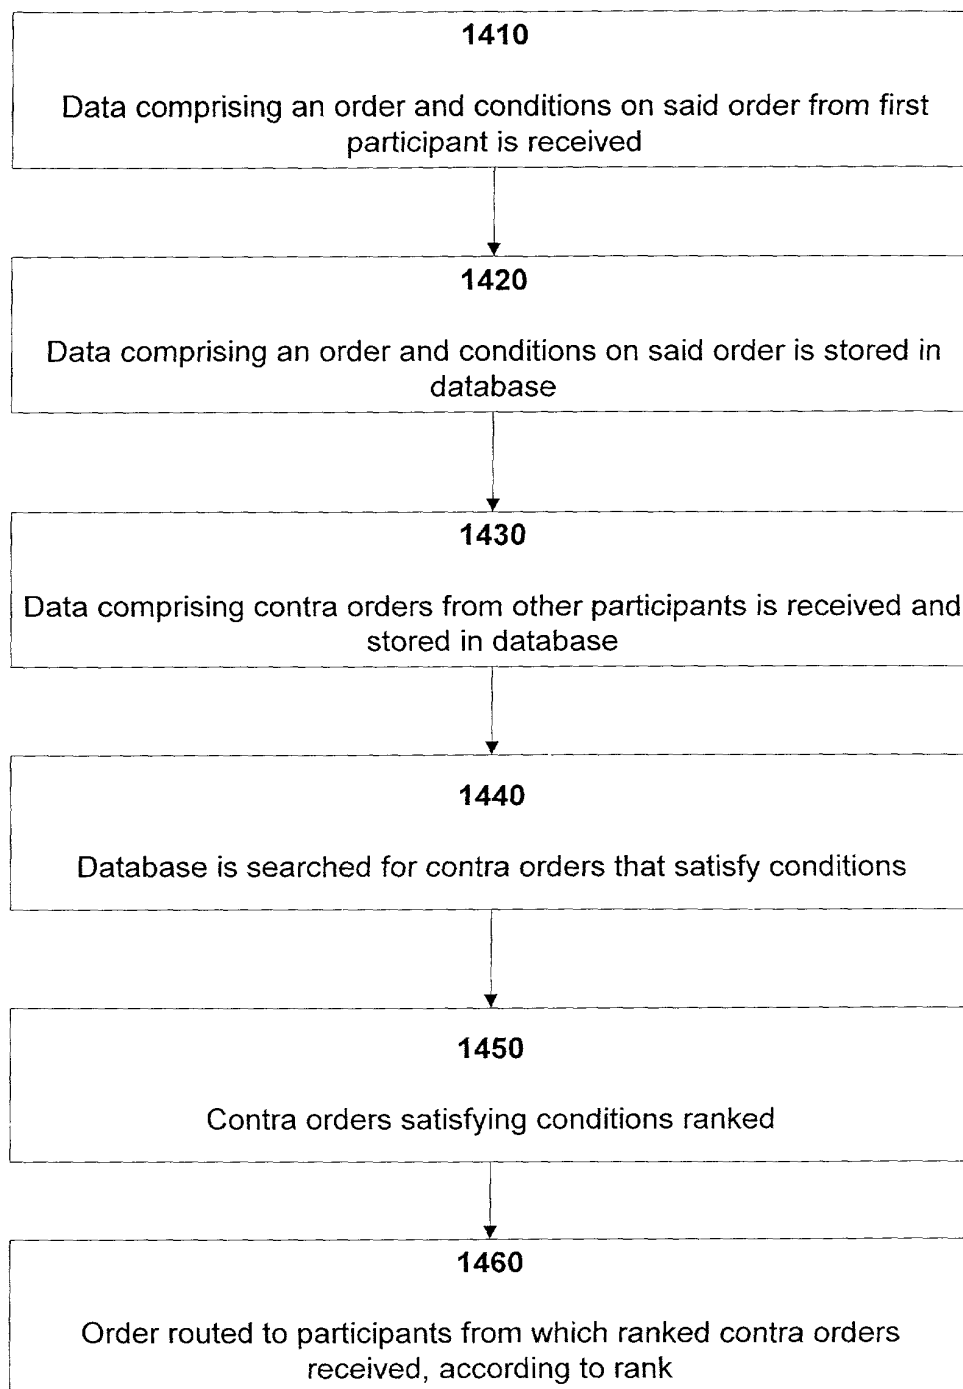 1410
Data comprising an order and conditions on said order from first
participant is received
1420
Data comprising an order and conditions on said order is stored in
database
1430
Data comprising contra orders from other participants is received and
stored in database
1440
Database is searched for contra orders that satisfy conditions
1450
Contra orders satisfying conditions ranked
1460
Order routed to participants from which ranked contra orders
received, according to rank